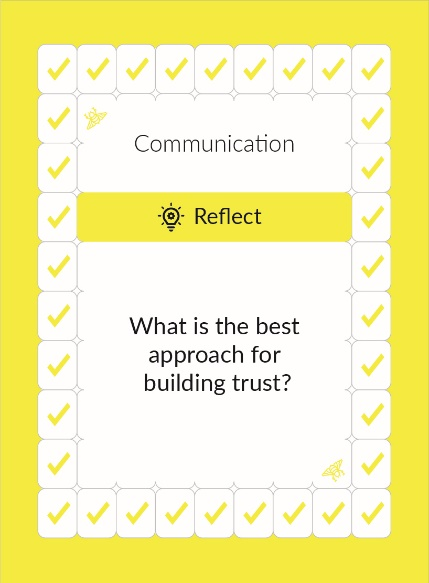 Communication
Reflect
What is the best
approach for
building trust?